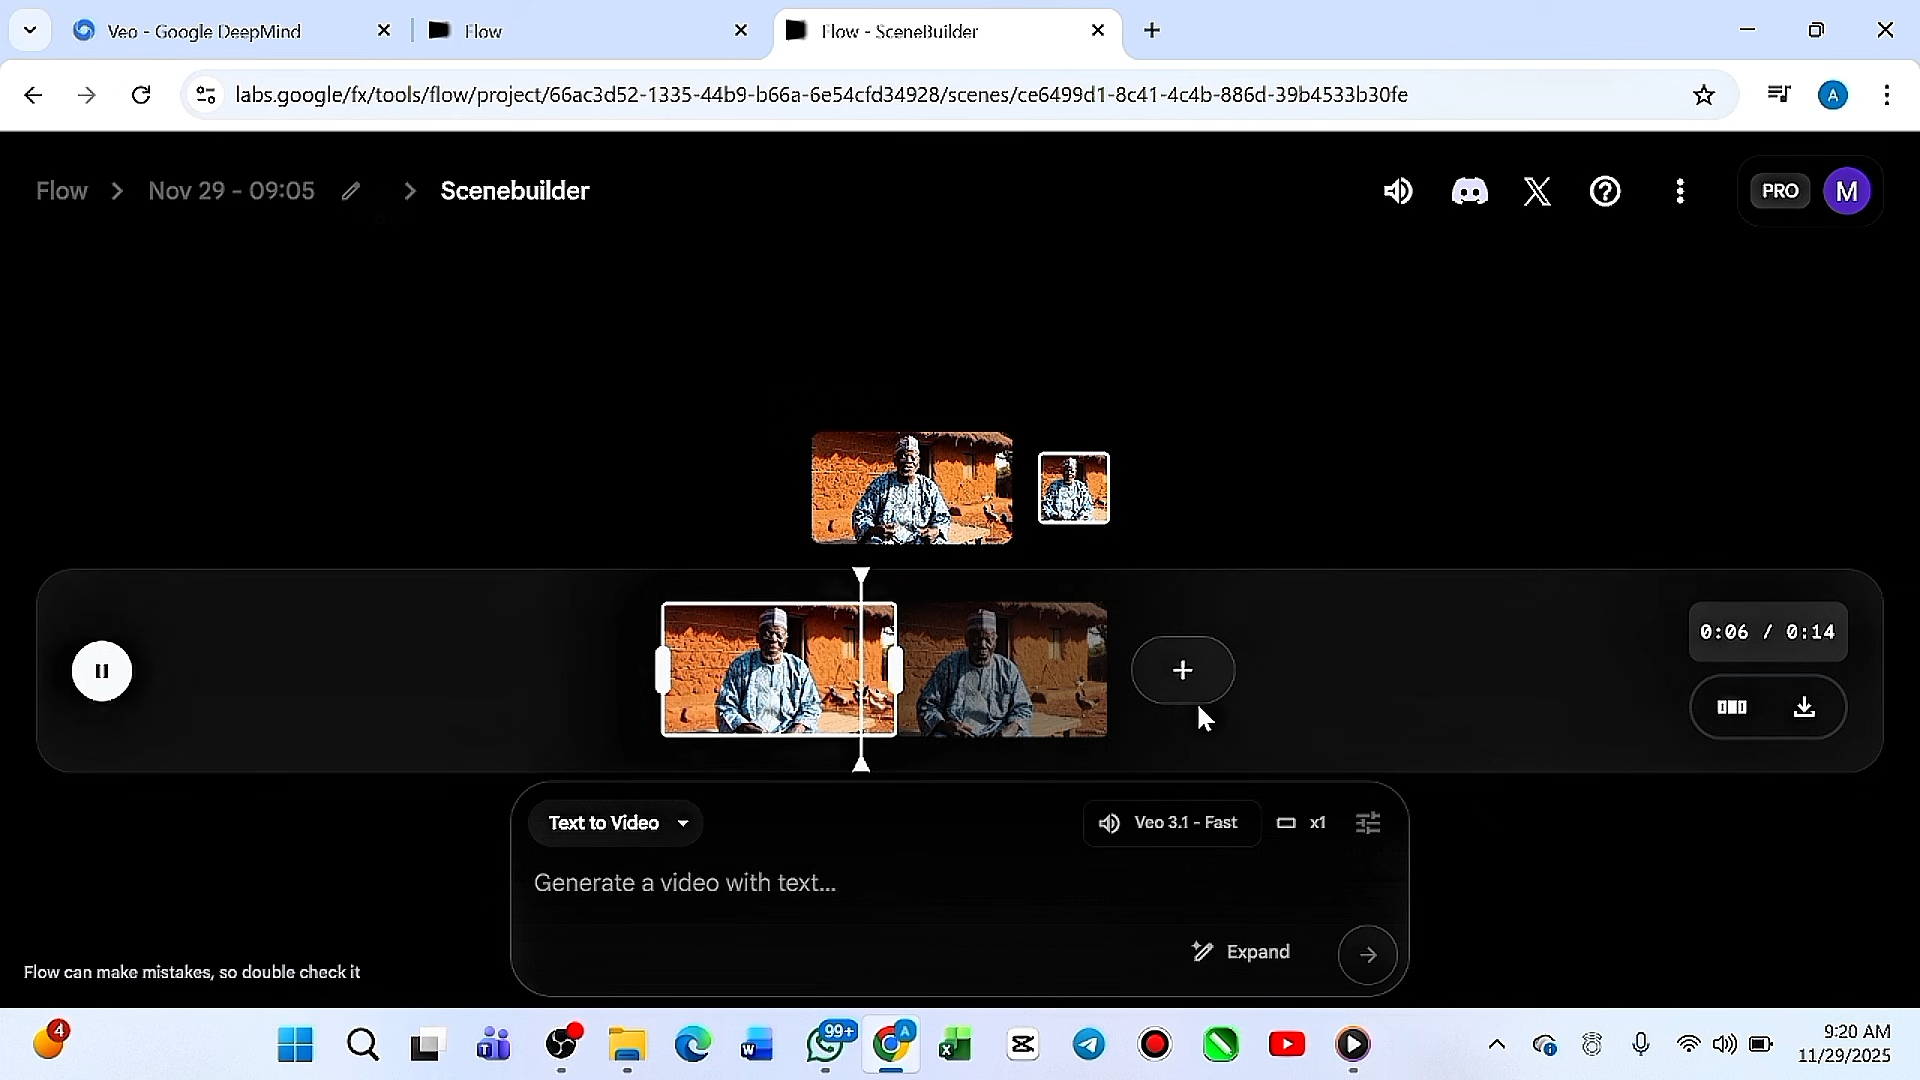 Veo - Google DeepMind
Flow
Flow - SceneBuilder
labs.google/fx/tools/flow/project/66ac3d52-1335-44b9-b66a-6e54cfd34928/scenes/ce6499d1-8c41-4c4b-886d-39b4533b30fe
A
Flow
Nov 29 - 09:05
Scenebuilder
PRO
M
0:06 / 0:14
Text to Video
Veo 3.1 - Fast
x1
Generate a video with text...
Expand
Flow can make mistakes, so double check it
4
99+
A
9:20 AM
11/29/2025